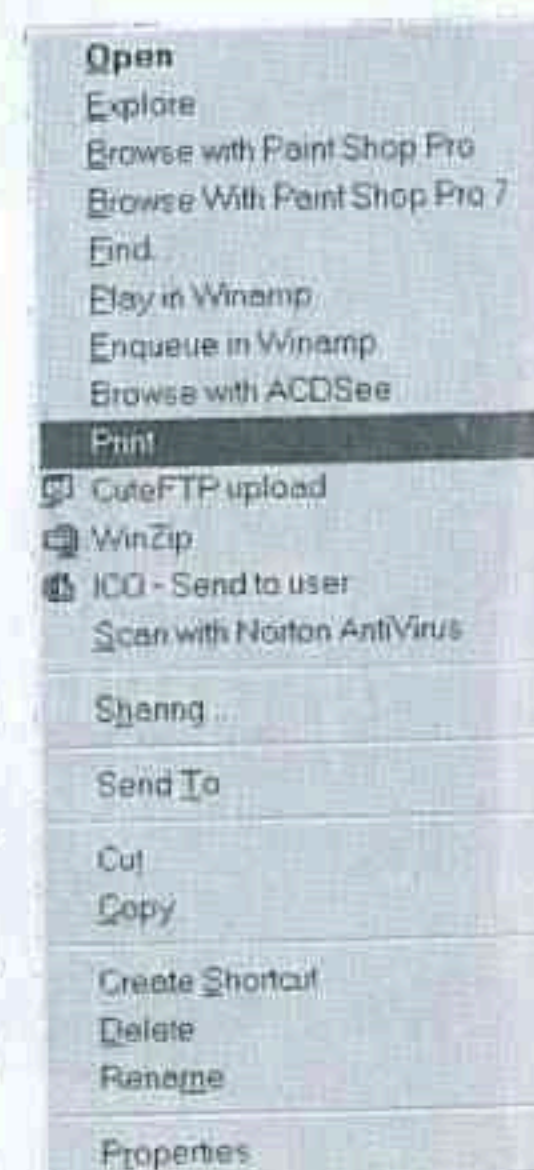 Open
Explore
Browse with Paint Shop Pro
Browse With Paint Shop Pro 7
Find...
Play in Winamp
Enqueue in Winamp
Browse with ACDSee
Print
CuteFTP upload
WinZip
ICQ - Send to user
Scan with Norton AntiVirus
Sharing...
Send To
Cut
Copy
Create Shortcut
Delete
Rename
Properties